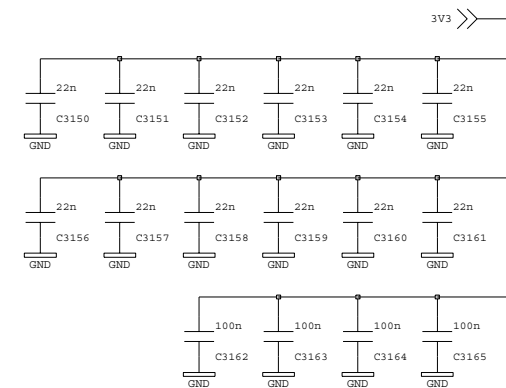 3V3
22n 22n 22n 22n 22n 22n
C3150 C3151 C3152 C3153 C3154 C3155
GND GND GND GND GND GND
22n 22n 22n 22n 22n 22n
C3156 C3157 C3158 C3159 C3160 C3161
GND GND GND GND GND GND
100n 100n 100n 100n
C3162 C3163 C3164 C3165
GND GND GND GND